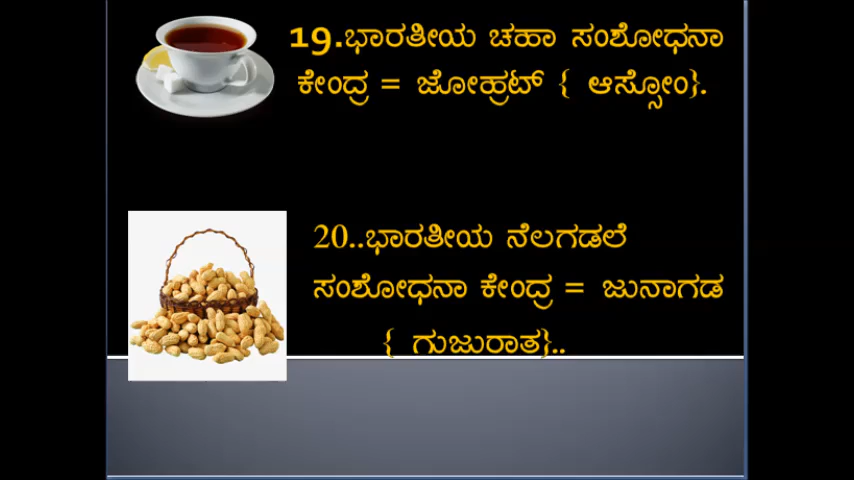 19.ಭಾರತೀಯ ಚಹಾ ಸಂಶೋಧನಾ
ಕೇಂದ್ರ = ಜೋಹ್ರಟ್ { ಆಸ್ಸೋಂ}.
20..ಭಾರತೀಯ ನೆಲಗಡಲೆ
ಸಂಶೋಧನಾ ಕೇಂದ್ರ = ಜುನಾಗಡ
{ ಗುಜುರಾತ}..